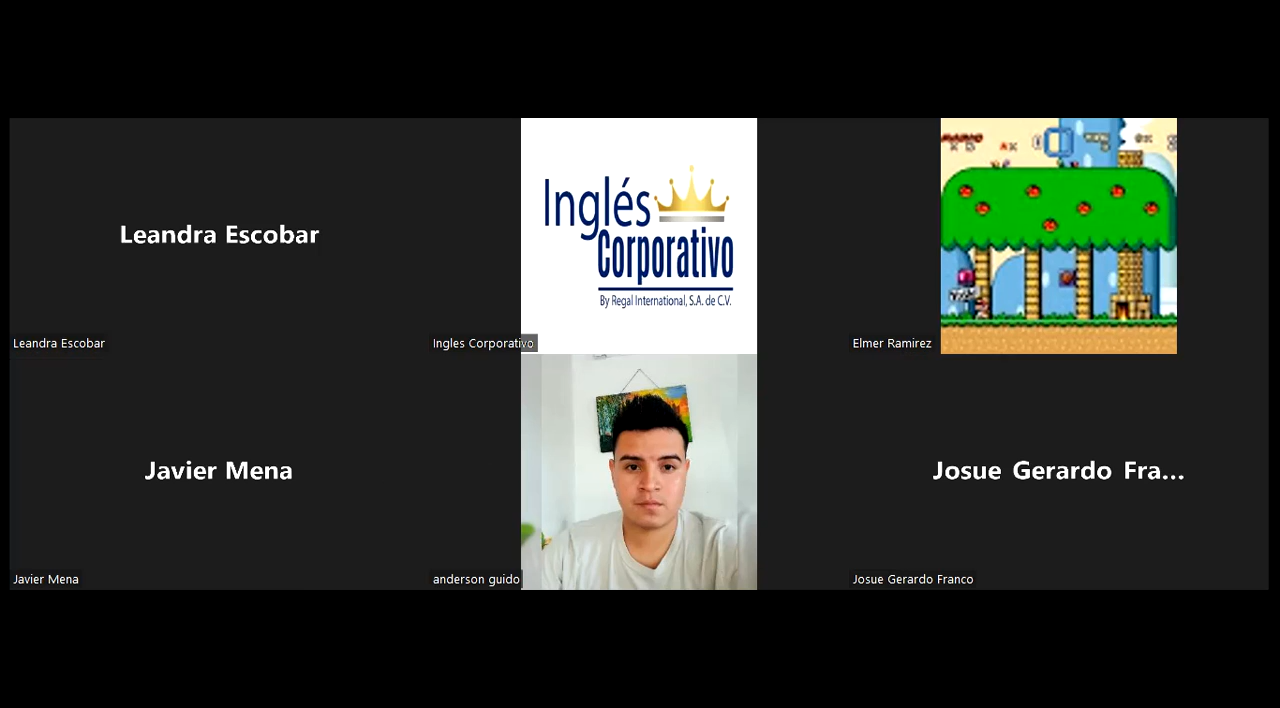 Leandra Escobar
Leandra Escobar
Inglés
Corporativo
By Regal International, S.A. de C.V.
Ingles Corporativo
Elmer Ramirez
Javier Mena
Javier Mena
anderson guido
Josue Gerardo Fra...
Josue Gerardo Franco